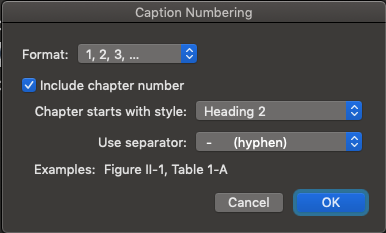 Caption Numbering
Format: 1, 2, 3, ...
Include chapter number
Chapter starts with style: Heading 2
Use separator: - (hyphen)
Examples: Figure II-1, Table 1-A
Cancel OK